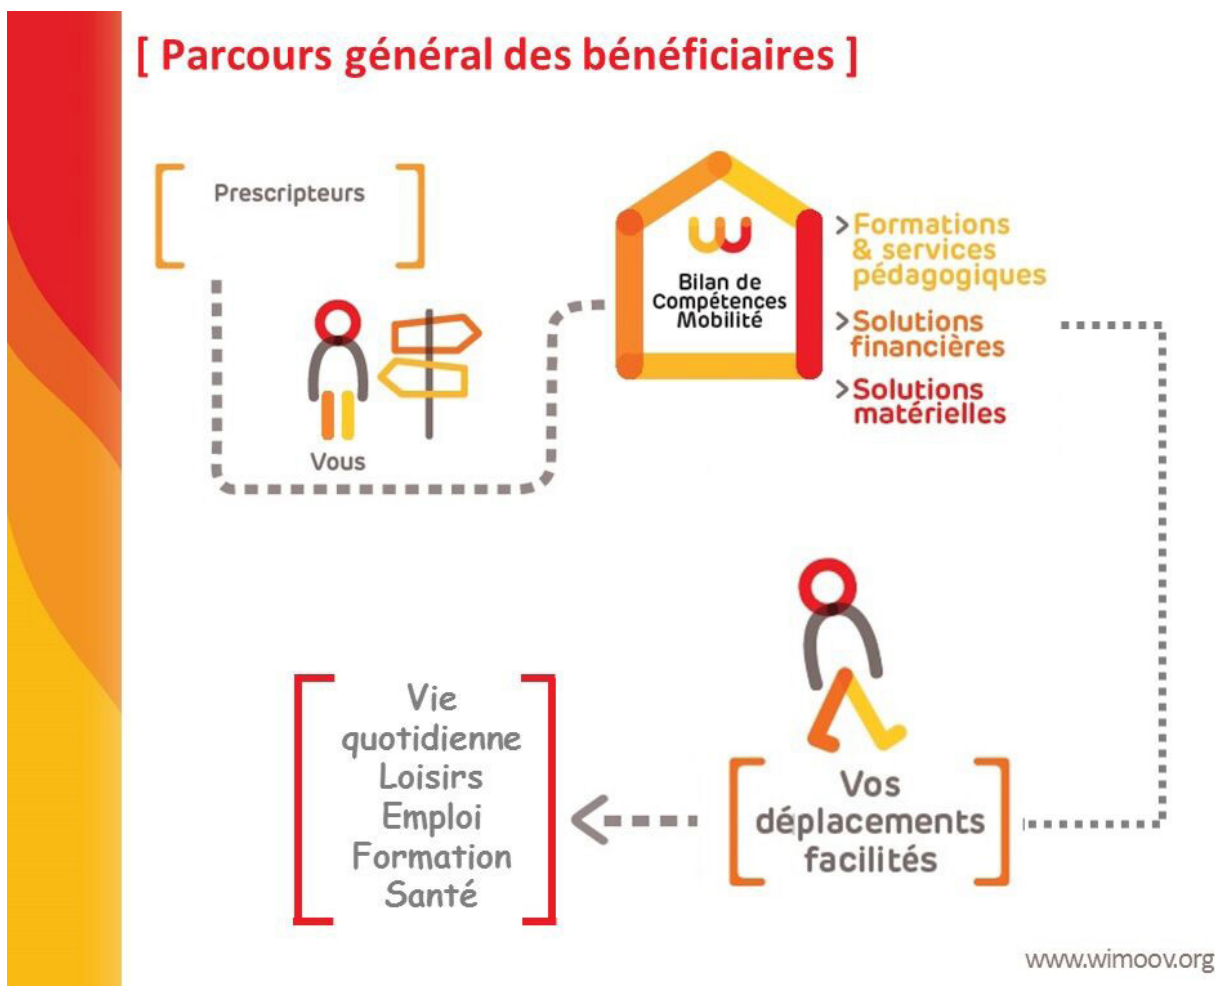 [ Parcours général des bénéficiaires ]
Prescripteurs
Vous
Bilan de
Compétences
Mobilité
> Formations
& services
pédagogiques
> Solutions
financières
> Solutions
matérielles
Vos
déplacements
facilités
Vie
quotidienne
Loisirs
Emploi
Formation
Santé
www.wimoov.org